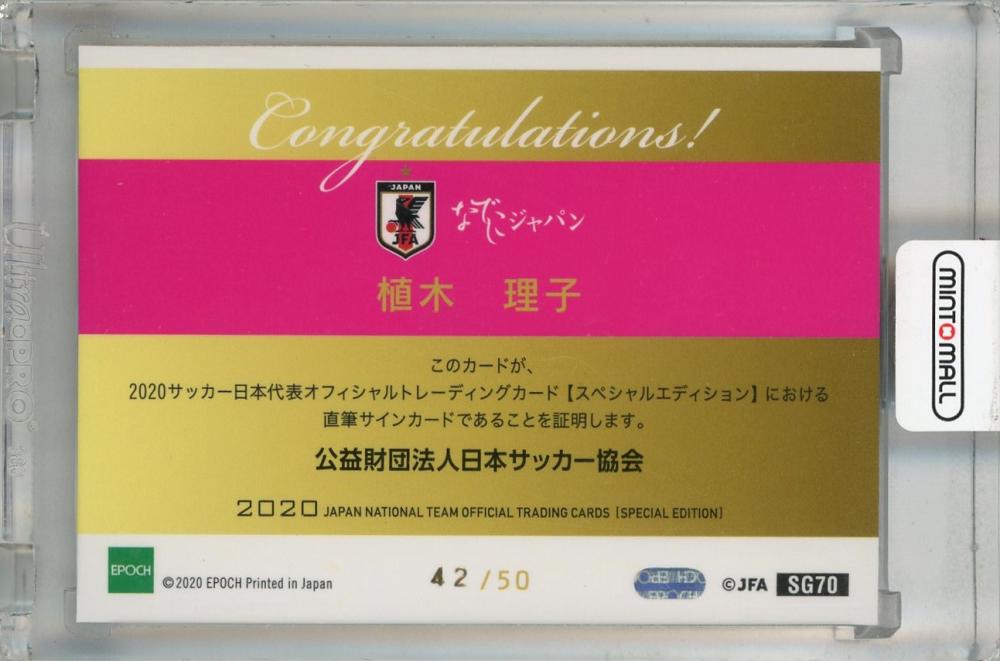 Congratulations!
JAPAN
JFA
なでしこジャパン
植木 理子
このカードが、
2020サッカー日本代表オフィシャルトレーディングカード【スペシャルエディション】における
直筆サインカードであることを証明します。
公益財団法人日本サッカー協会
2020 JAPAN NATIONAL TEAM OFFICIAL TRADING CARDS [SPECIAL EDITION]
EPOCH
©2020 EPOCH Printed in Japan
42/50
©JFA
SG70
MINTOMALL
UltraPRO